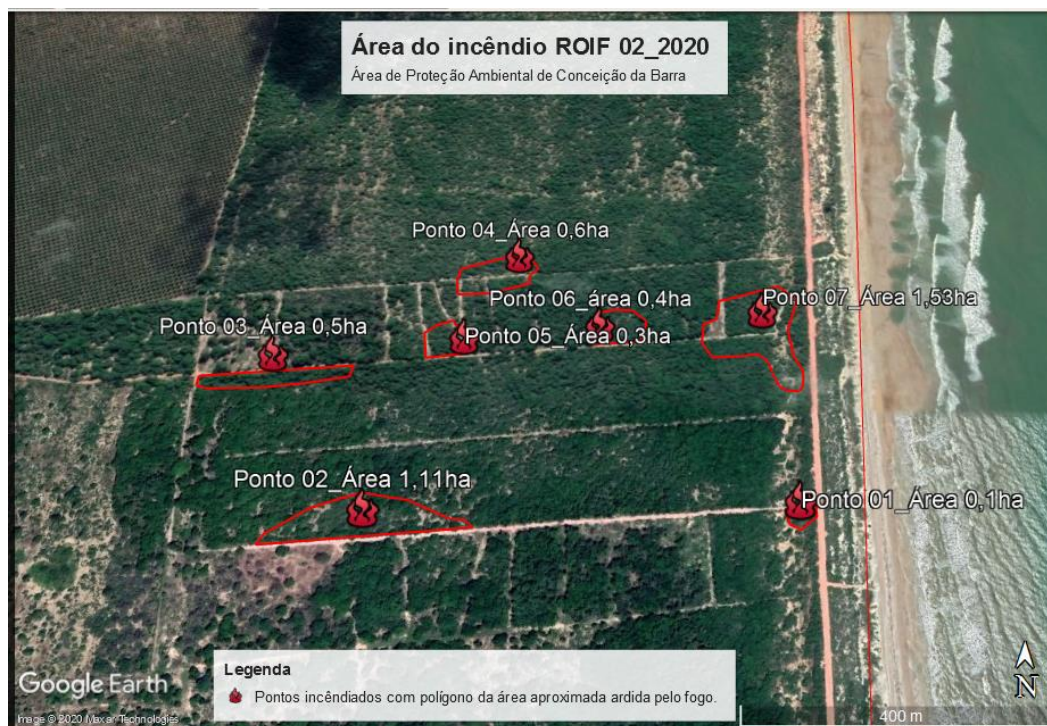 Área do incêndio ROIF 02_2020
Área de Proteção Ambiental de Conceição da Barra
Ponto 04_Área 0,6ha
Ponto 06_área 0,4ha
Ponto 07_Área 1,53ha
Ponto 03_Área 0,5ha
Ponto 05_Área 0,3ha
Ponto 02_Área 1,11ha
Ponto 01_Área 0,1ha
Legenda
Pontos incêndiados com polígono da área aproximada ardida pelo fogo.
Google Earth
Image © 2020 Maxar Technologies
400 m
N